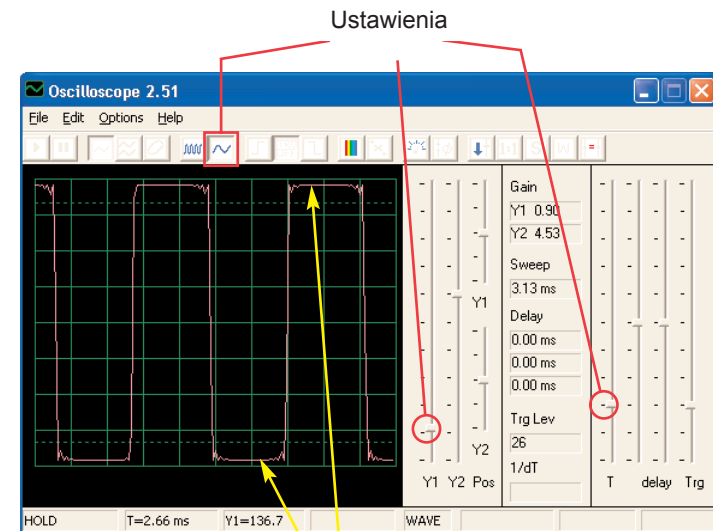 Ustawienia
Oscilloscope 2.51
File Edit Options Help
Gain
Y1 0.90
Y2 4.53
Sweep
3.13 ms
Delay
0.00 ms
0.00 ms
0.00 ms
Trg Lev
26
1/dT
Y1
Y2
Y1 Y2 Pos
T delay Trg
HOLD T=2.66 ms Y1=136.7 WAVE